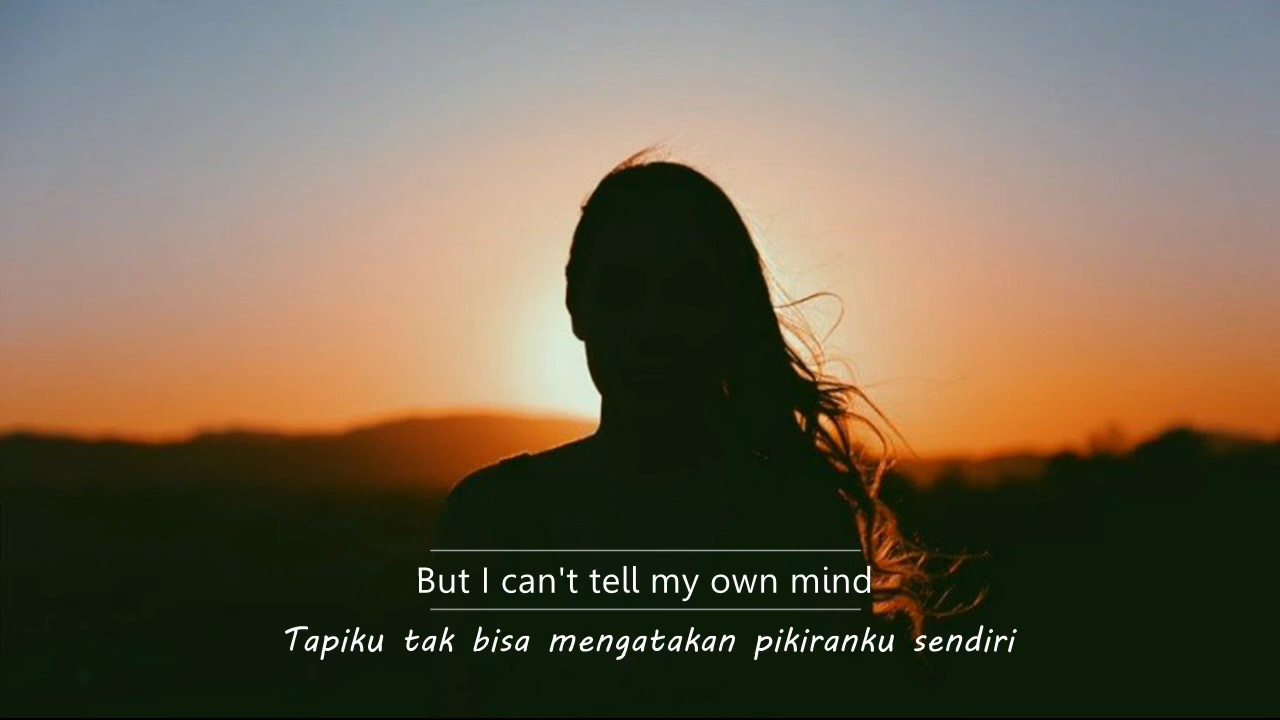 But I can't tell my own mind
Tapiku tak bisa mengatakan pikiranku sendiri